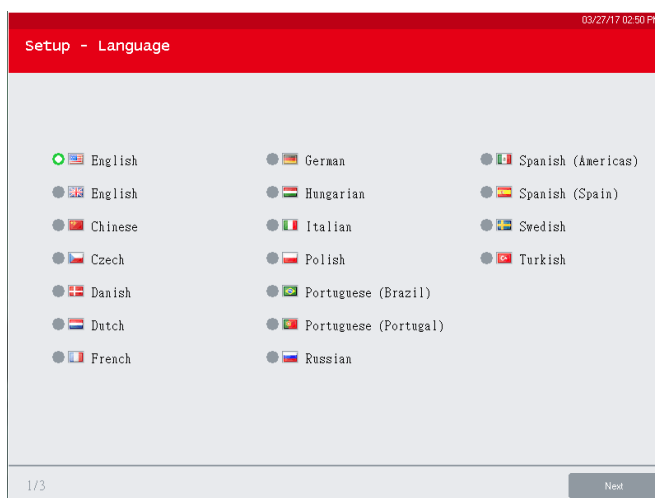 03/27/17 02:50 PM
Setup - Language
English
English
Chinese
Czech
Danish
Dutch
French
German
Hungarian
Italian
Polish
Portuguese (Brazil)
Portuguese (Portugal)
Russian
Spanish (Americas)
Spanish (Spain)
Swedish
Turkish
1/3
Next